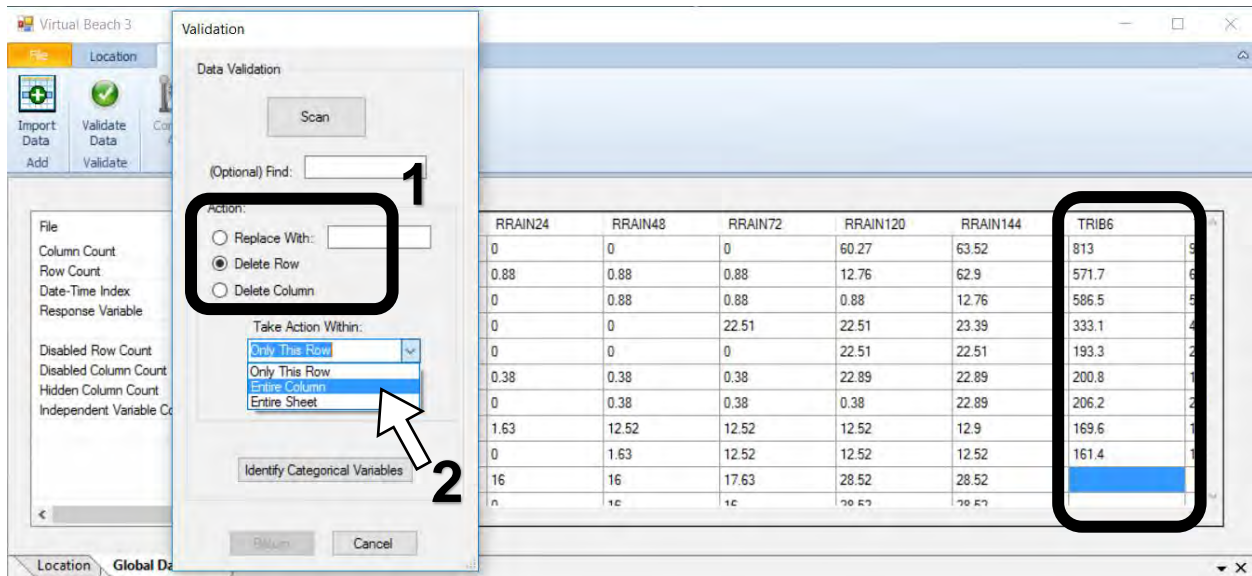 Virtual Beach 3
File Location
Import Data
Validate Data
Add Validate
Validation
Data Validation
Scan
(Optional) Find:
1
Action:
Replace With:
Delete Row
Delete Column
Take Action Within:
Only This Row
Only This Row
Entire Column
Entire Sheet
2
Identify Categorical Variables
Return Cancel
File
Column Count
Row Count
Date-Time Index
Response Variable
Disabled Row Count
Disabled Column Count
Hidden Column Count
Independent Variable
RRAIN24 RRAIN48 RRAIN72 RRAIN120 RRAIN144 TRIB6
0 0 0 60.27 63.52 813
0.88 0.88 0.88 12.76 62.9 571.7
0 0.88 0.88 0.88 12.76 586.5
0 0 22.51 22.51 23.39 333.1
0 0 0 22.51 22.51 193.3
0.38 0.38 0.38 22.89 22.89 200.8
0 0.38 0.38 0.38 22.89 206.2
1.63 12.52 12.52 12.52 12.9 169.6
0 1.63 12.52 12.52 12.52 161.4
16 16 17.63 28.52 28.52
0 16 16 28.52 28.52
Location Global